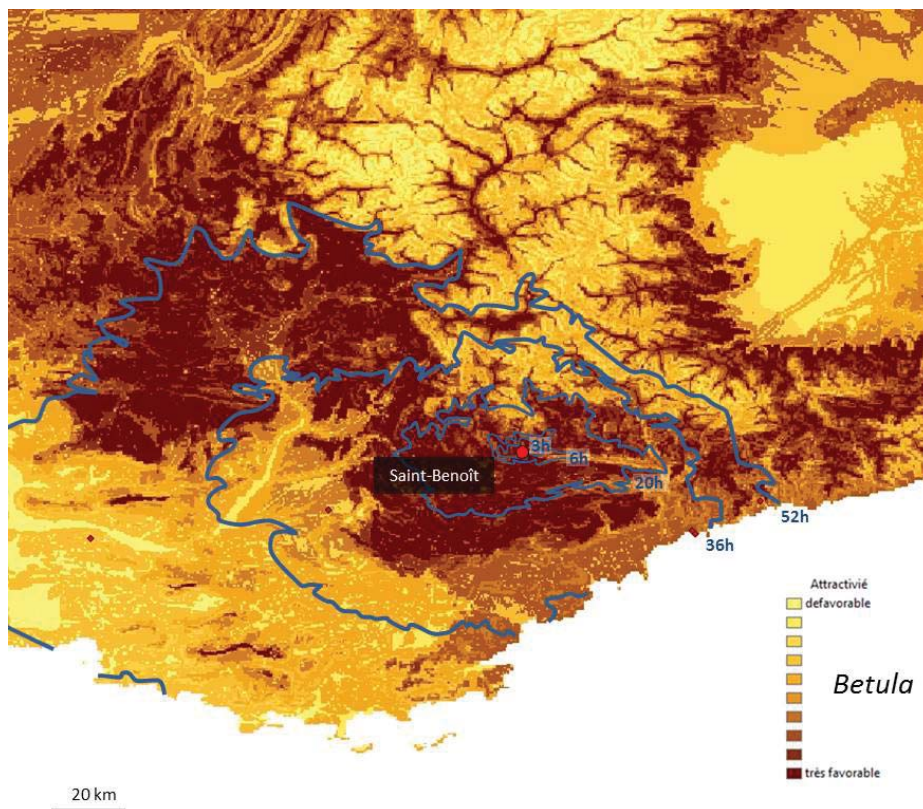 3h
6h
Saint-Benoît
20h
52h
36h
Attractivié
defavorable
Betula
très favorable
20 km